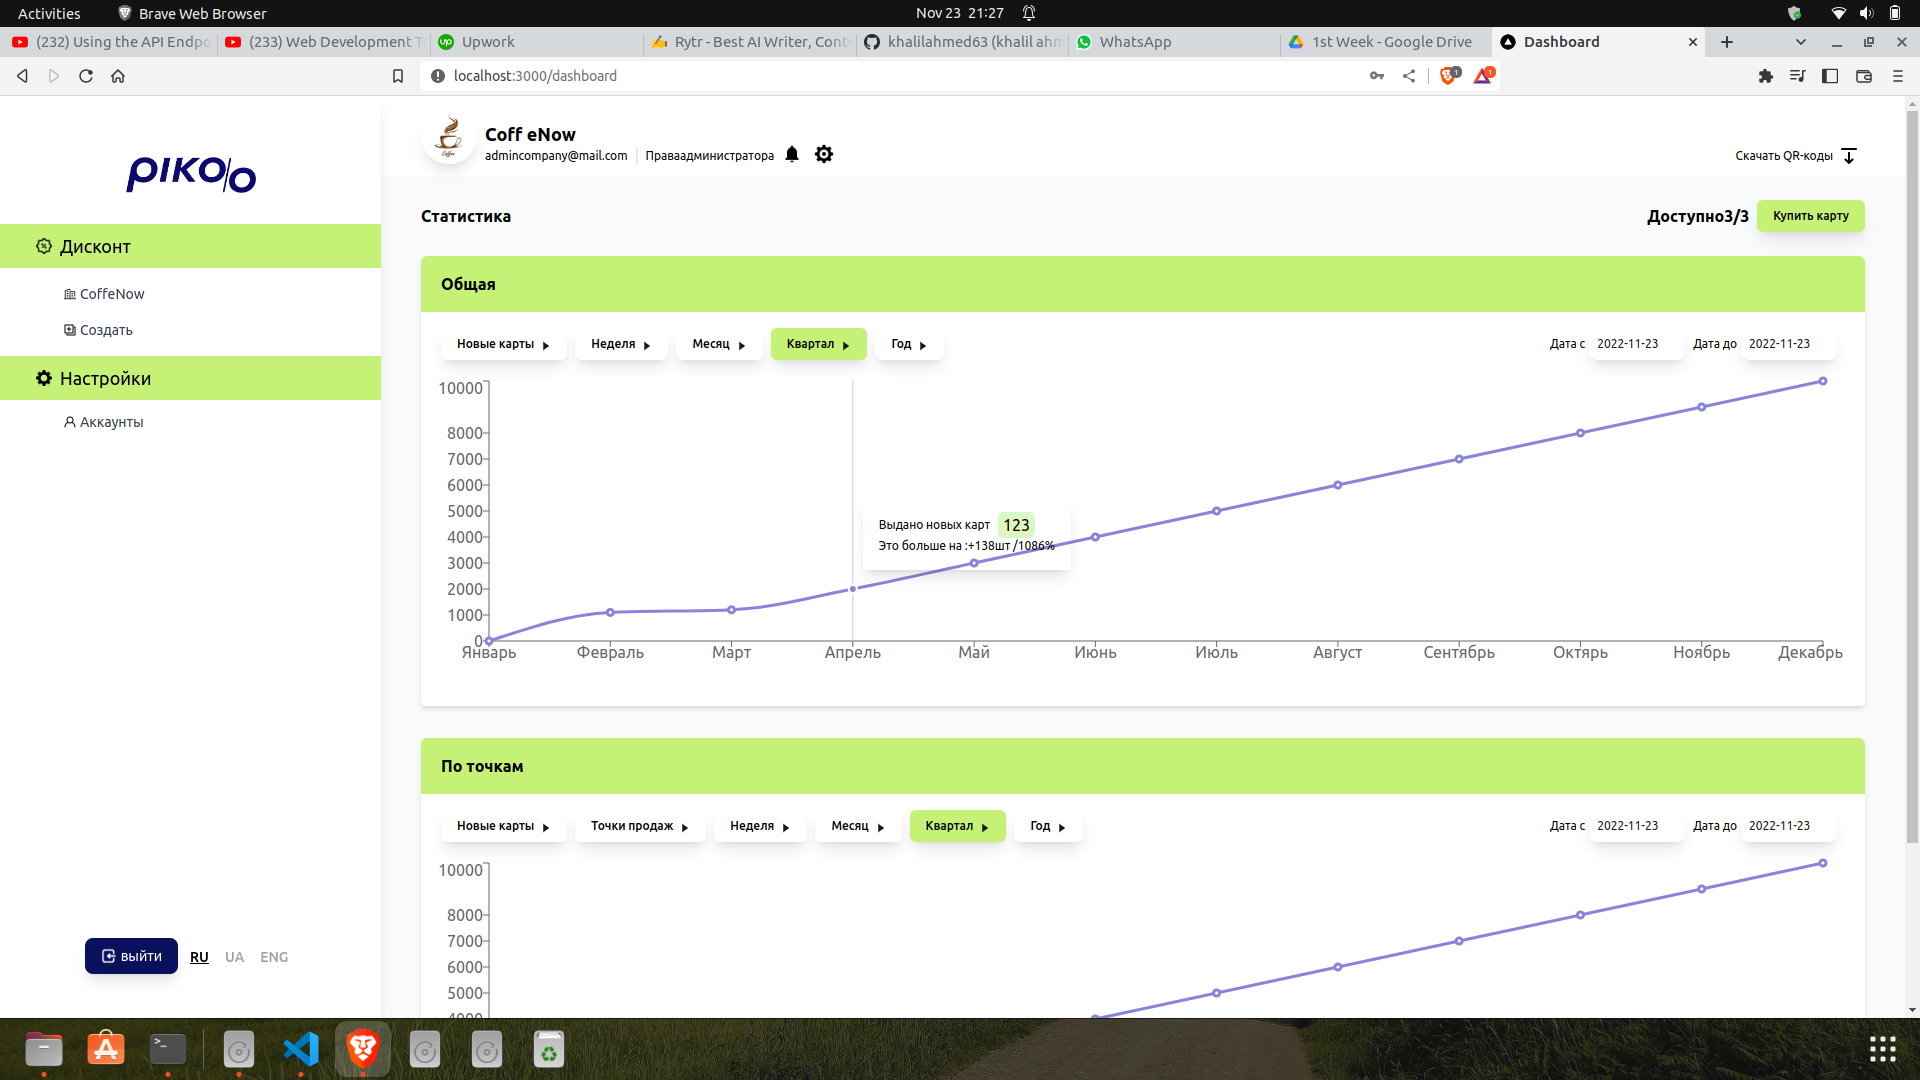 Activities
Brave Web Browser
Nov 23 21:27
(232) Using the API Endpo
(233) Web Development T
Upwork
Rytr - Best AI Writer, Cont
khalilahmed63 (khalil ahm
WhatsApp
1st Week - Google Drive
Dashboard
localhost:3000/dashboard
1
1
piko/o
Coffee
Coff eNow
admincompany@mail.com
Праваадминистратора
Скачать QR-коды
Дисконт
CoffeNow
Создать
Настройки
Аккаунты
Статистика
Доступно3/3
Купить карту
Общая
Новые карты
Неделя
Месяц
Квартал
Год
Дата с
2022-11-23
Дата до
2022-11-23
10000
8000
7000
6000
5000
4000
3000
2000
1000
0
Выдано новых карт 123
Это больше на :+138шт /1086%
Январь
Февраль
Март
Апрель
Май
Июнь
Июль
Август
Сентябрь
Октярь
Ноябрь
Декабрь
По точкам
Новые карты
Точки продаж
Неделя
Месяц
Квартал
Год
Дата с
2022-11-23
Дата до
2022-11-23
10000
8000
7000
6000
5000
4000
выйти
RU
UA
ENG